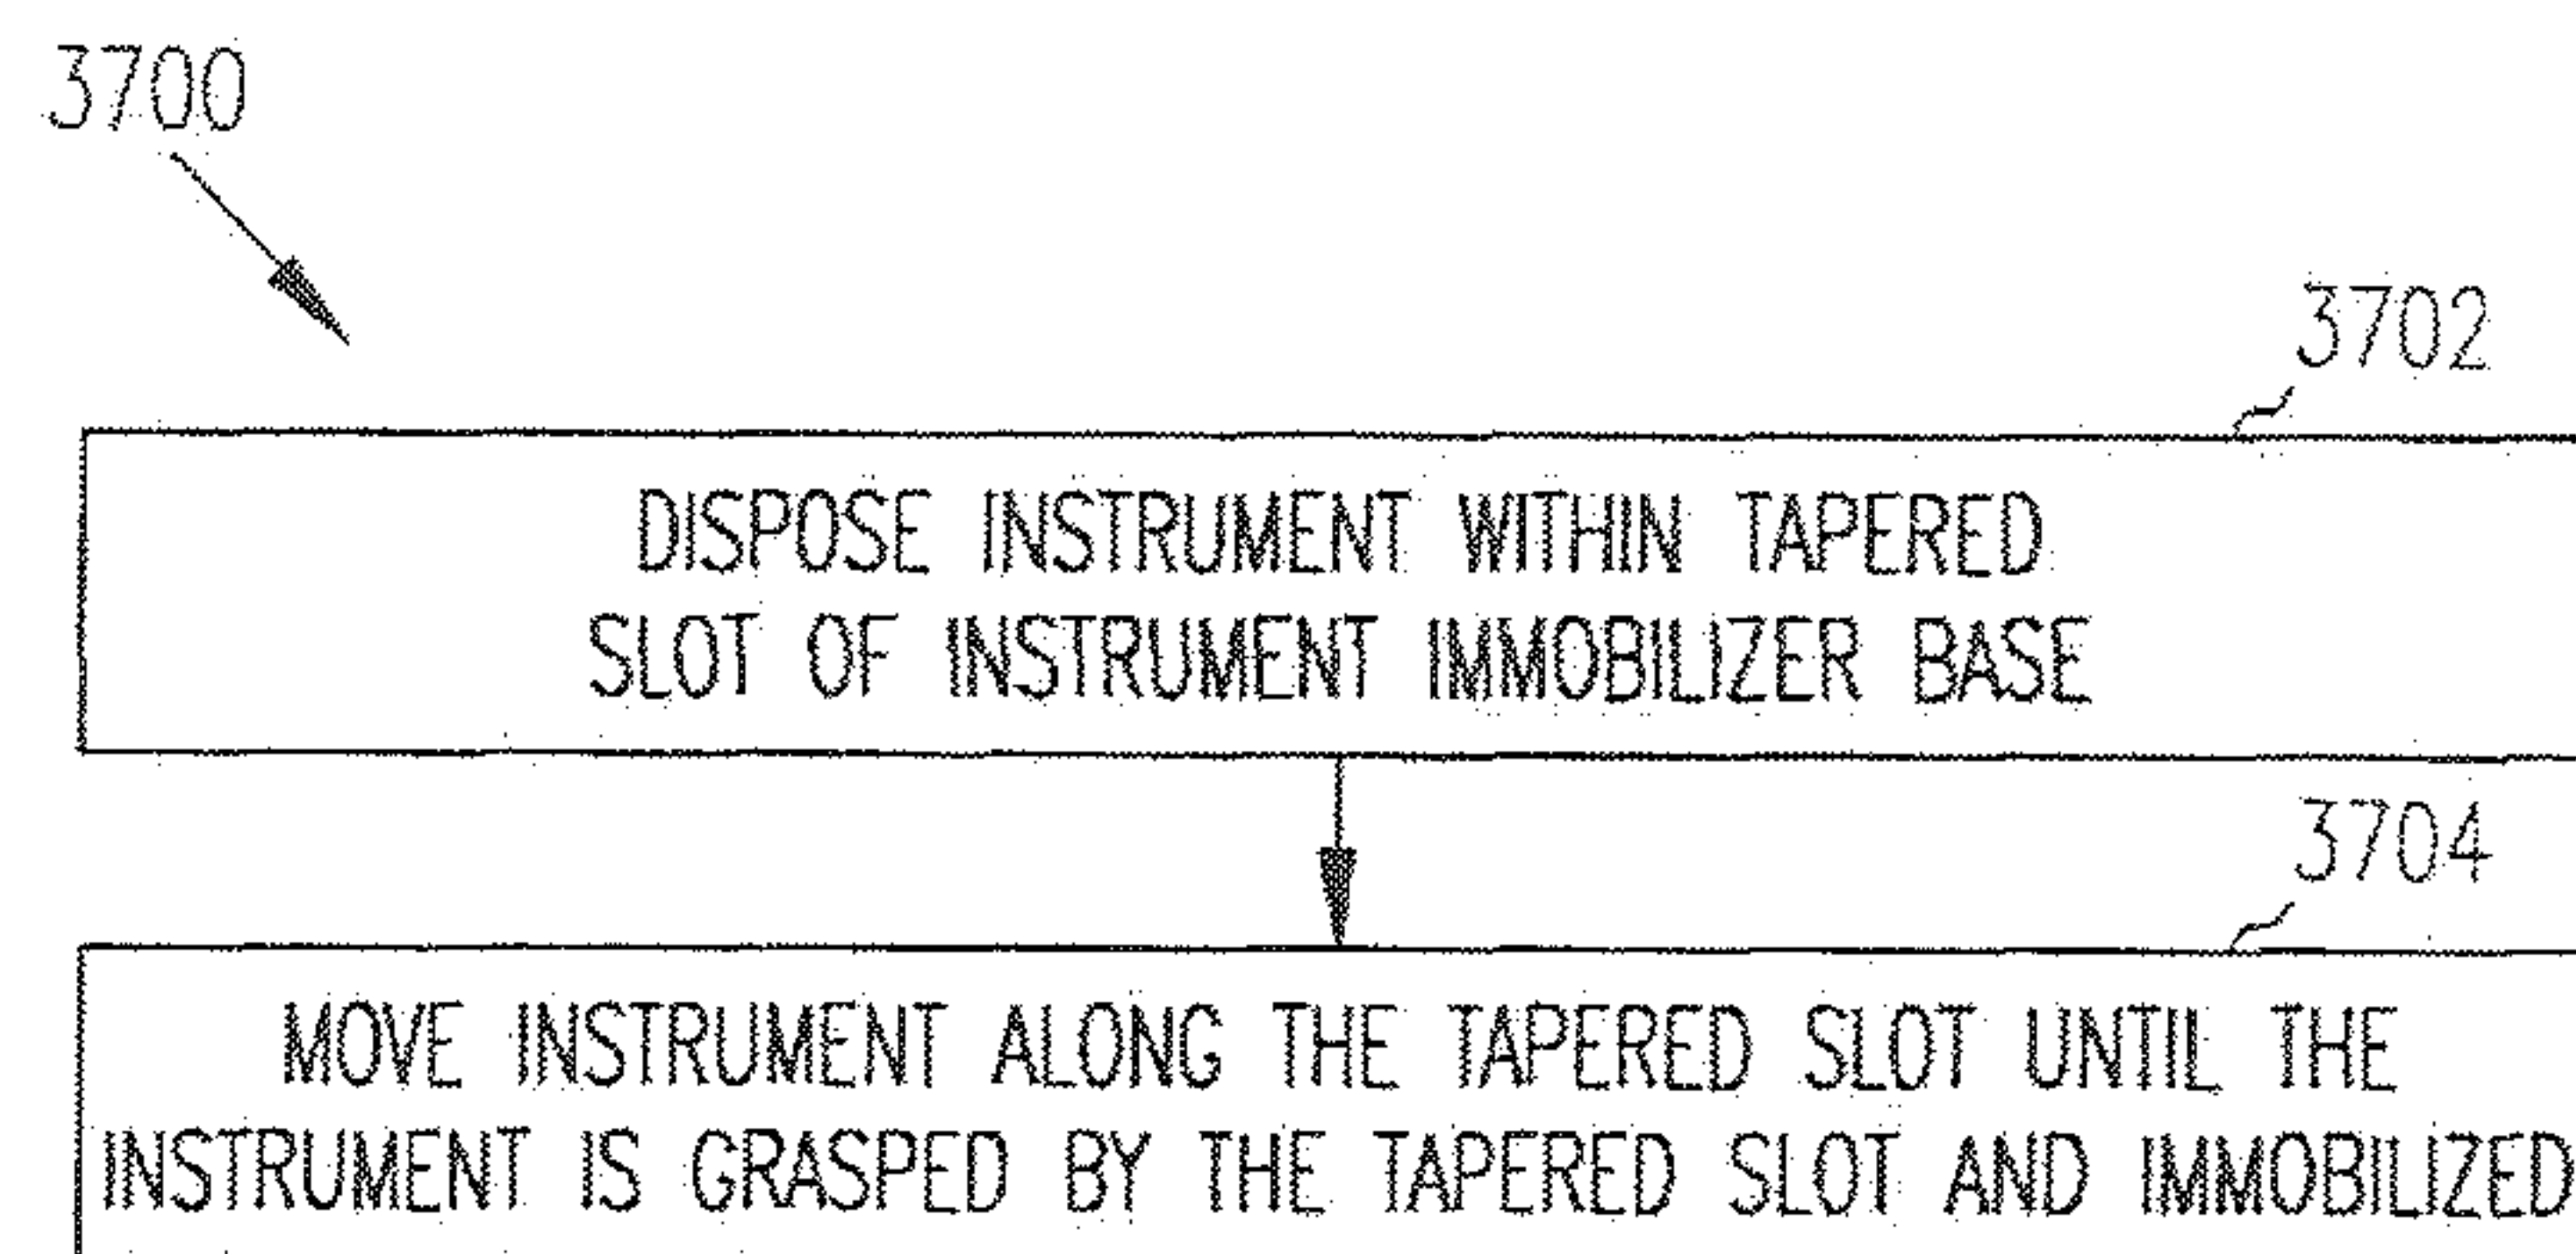 3700
3702
DISPOSE INSTRUMENT WITHIN TAPERED
SLOT OF INSTRUMENT IMMOBILIZER BASE
3704
MOVE INSTRUMENT ALONG THE TAPERED SLOT UNTIL THE
INSTRUMENT IS GRASPED BY THE TAPERED SLOT AND IMMOBILIZED